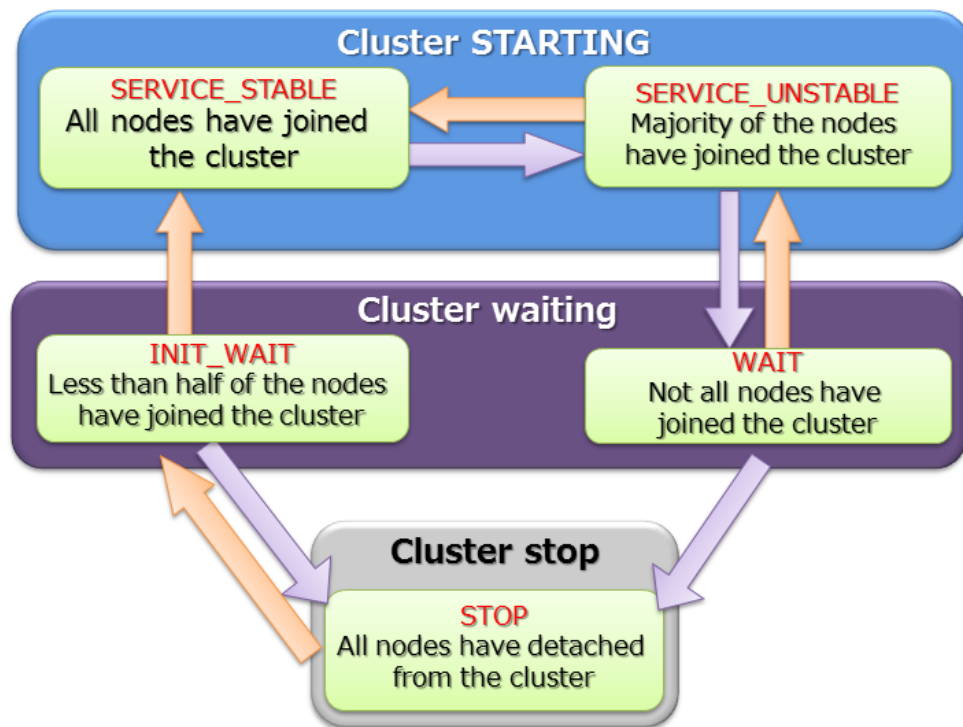 Cluster STARTING
SERVICE_STABLE
All nodes have joined
the cluster
SERVICE_UNSTABLE
Majority of the nodes
have joined the cluster
Cluster waiting
INIT_WAIT
Less than half of the nodes
have joined the cluster
WAIT
Not all nodes have
joined the cluster
Cluster stop
STOP
All nodes have detached
from the cluster